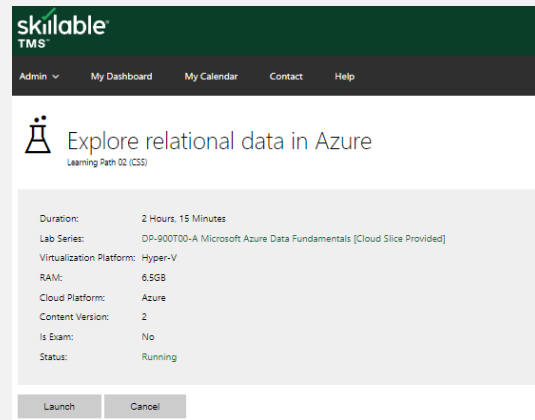 skillable
TMS
Admin My Dashboard My Calendar Contact Help
Explore relational data in Azure
Learning Path 02 (CSS)
Duration: 2 Hours, 15 Minutes
Lab Series: DP-900T00-A Microsoft Azure Data Fundamentals [Cloud Slice Provided]
Virtualization Platform: Hyper-V
RAM: 6.5GB
Cloud Platform: Azure
Content Version: 2
Is Exam: No
Status: Running
Launch Cancel